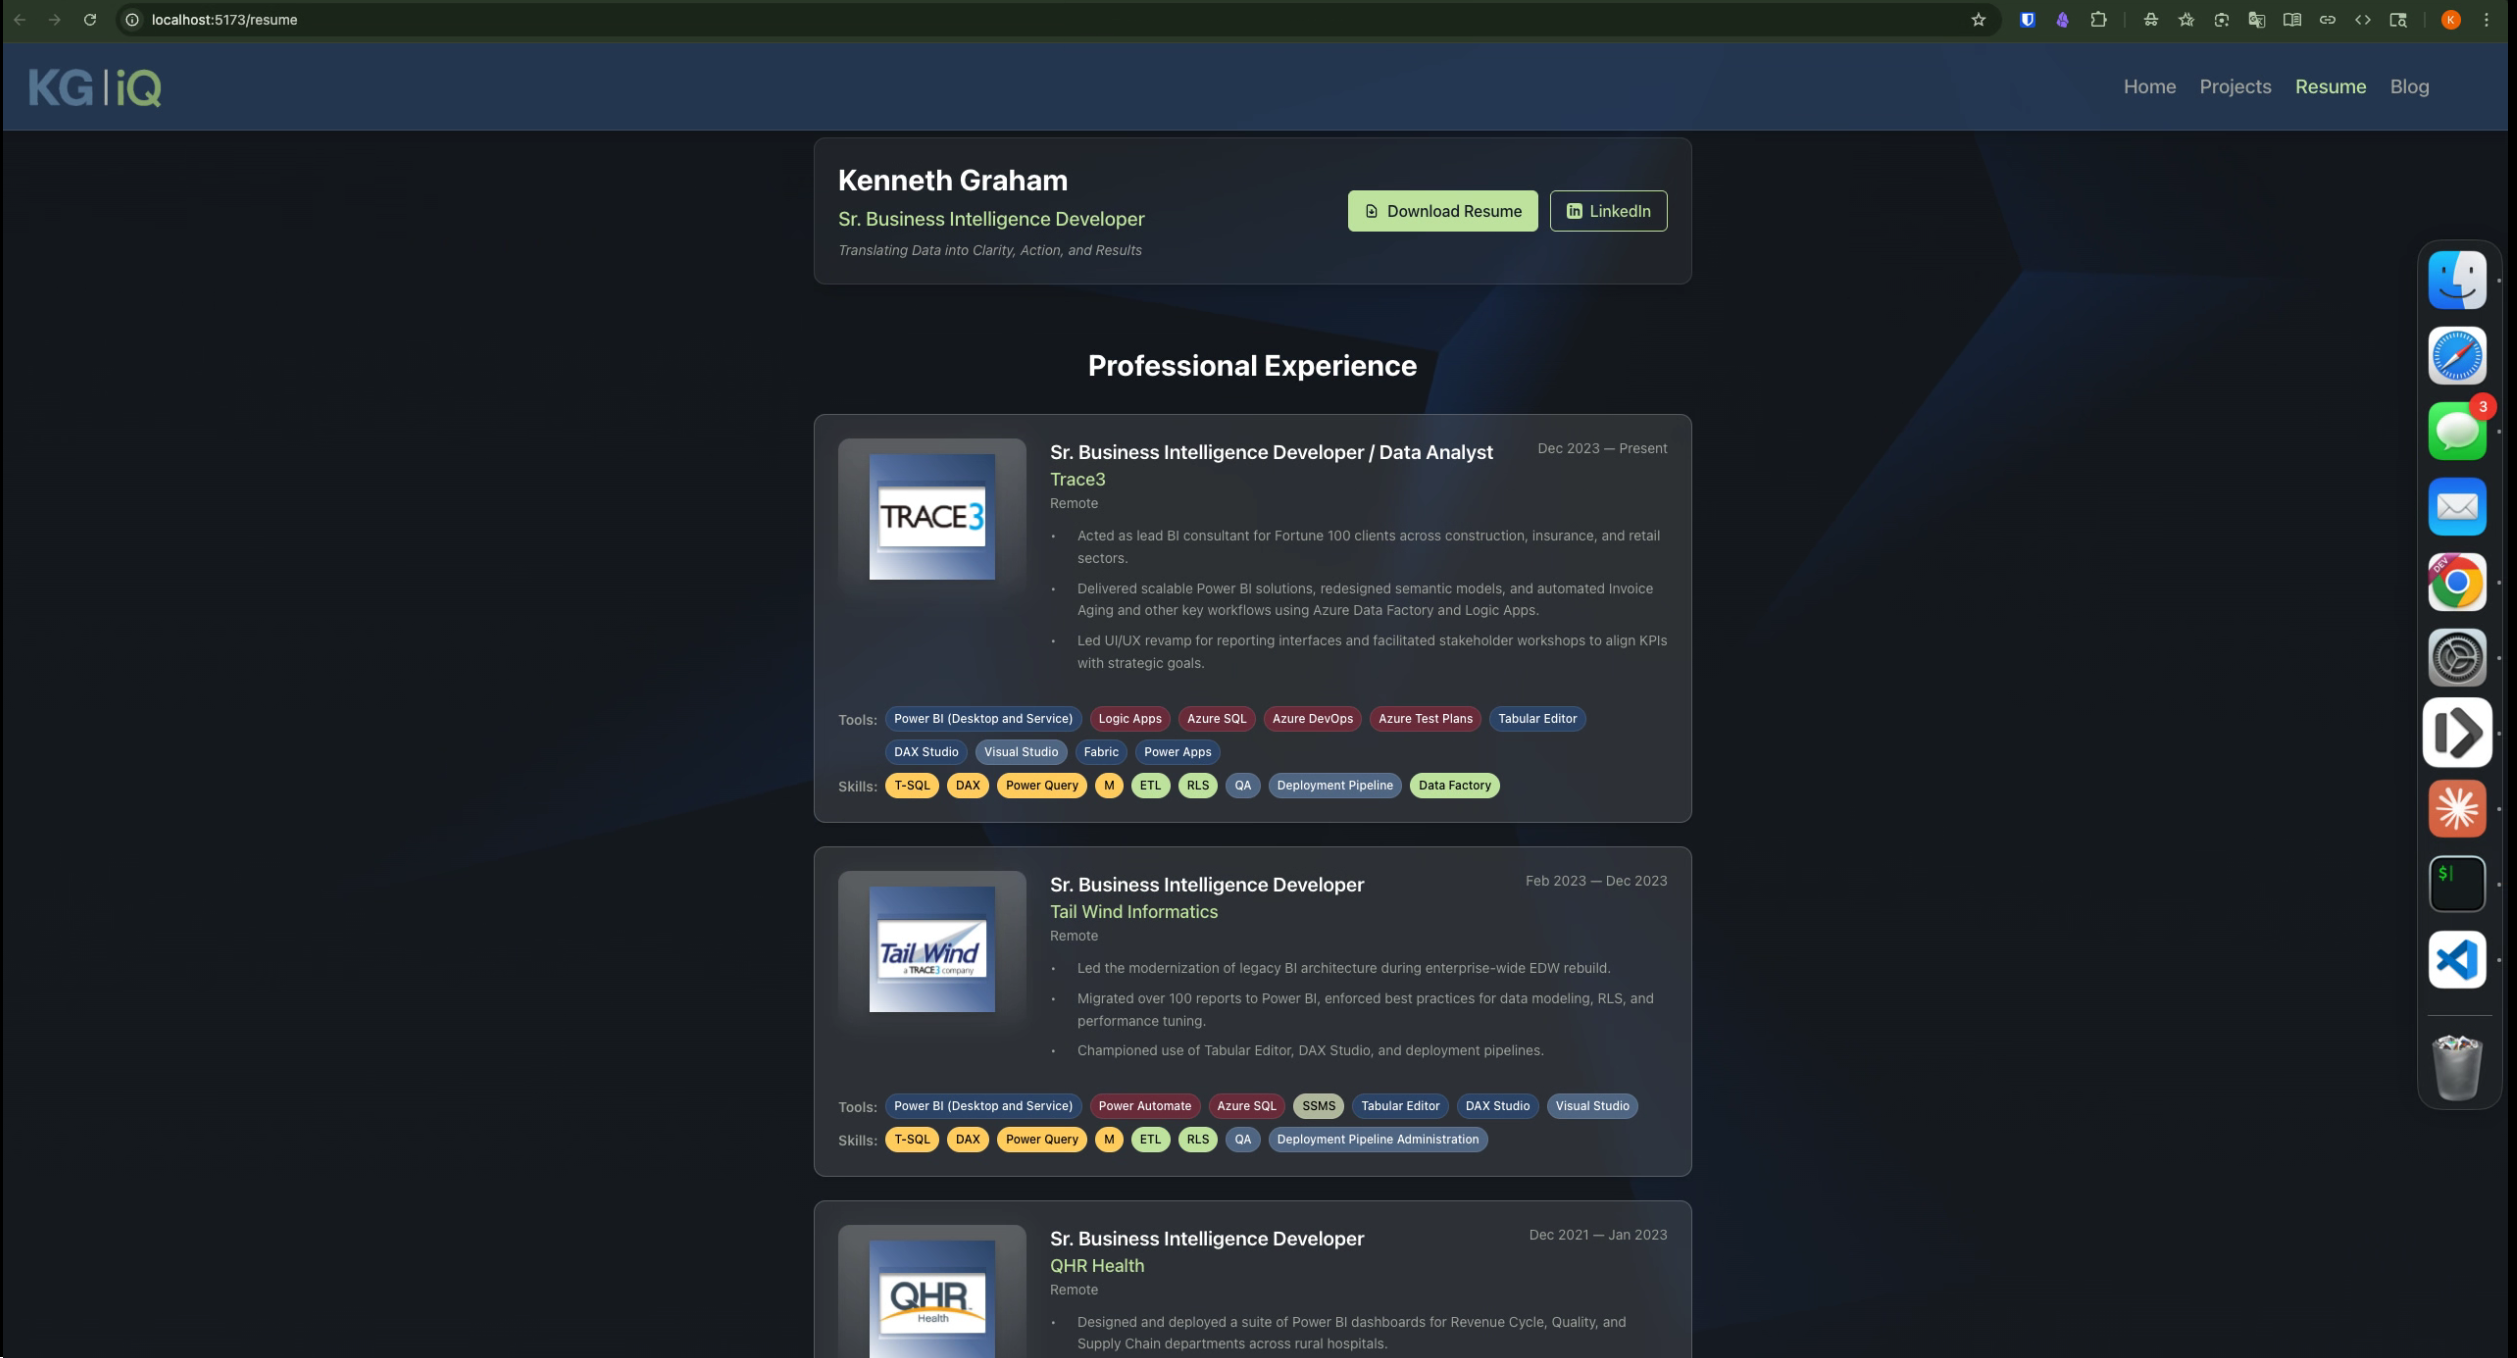 localhost:5173/resume
K
KG|iQ
Home Projects Resume Blog
Kenneth Graham
Sr. Business Intelligence Developer
Translating Data into Clarity, Action, and Results
Download Resume
in LinkedIn
Professional Experience
TRACE3
Sr. Business Intelligence Developer / Data Analyst
Dec 2023 — Present
Trace3
Remote
• Acted as lead BI consultant for Fortune 100 clients across construction, insurance, and retail
sectors.
• Delivered scalable Power BI solutions, redesigned semantic models, and automated Invoice
Aging and other key workflows using Azure Data Factory and Logic Apps.
• Led UI/UX revamp for reporting interfaces and facilitated stakeholder workshops to align KPIs
with strategic goals.
Tools: Power BI (Desktop and Service) Logic Apps Azure SQL Azure DevOps Azure Test Plans Tabular Editor
DAX Studio Visual Studio Fabric Power Apps
Skills: T-SQL DAX Power Query M ETL RLS QA Deployment Pipeline Data Factory
Tail Wind
a TRACE3 company
Sr. Business Intelligence Developer
Feb 2023 — Dec 2023
Tail Wind Informatics
Remote
• Led the modernization of legacy BI architecture during enterprise-wide EDW rebuild.
• Migrated over 100 reports to Power BI, enforced best practices for data modeling, RLS, and
performance tuning.
• Championed use of Tabular Editor, DAX Studio, and deployment pipelines.
Tools: Power BI (Desktop and Service) Power Automate Azure SQL SSMS Tabular Editor DAX Studio Visual Studio
Skills: T-SQL DAX Power Query M ETL RLS QA Deployment Pipeline Administration
QHR
Health
Sr. Business Intelligence Developer
Dec 2021 — Jan 2023
QHR Health
Remote
• Designed and deployed a suite of Power BI dashboards for Revenue Cycle, Quality, and
Supply Chain departments across rural hospitals.
3
DEV
$|